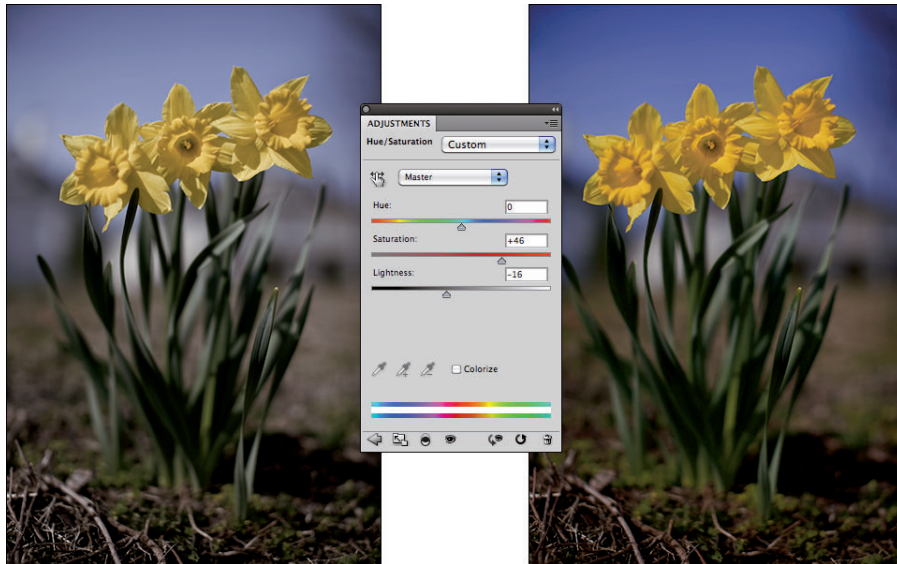 ADJUSTMENTS
Hue/Saturation Custom
Master
Hue: 0
Saturation: +46
Lightness: -16
Colorize